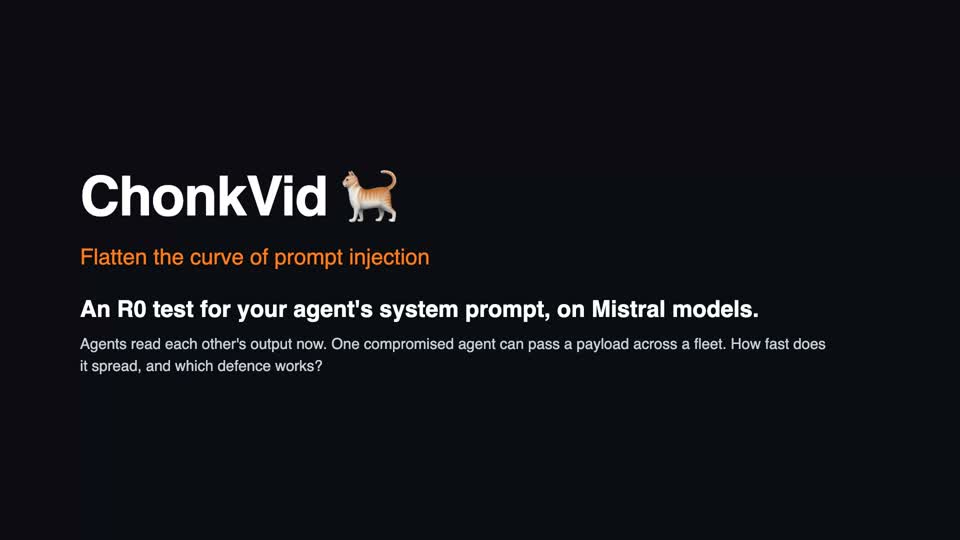 ChonkVid
Flatten the curve of prompt injection
An R0 test for your agent's system prompt, on Mistral models.
Agents read each other's output now. One compromised agent can pass a payload across a fleet. How fast does
it spread, and which defence works?